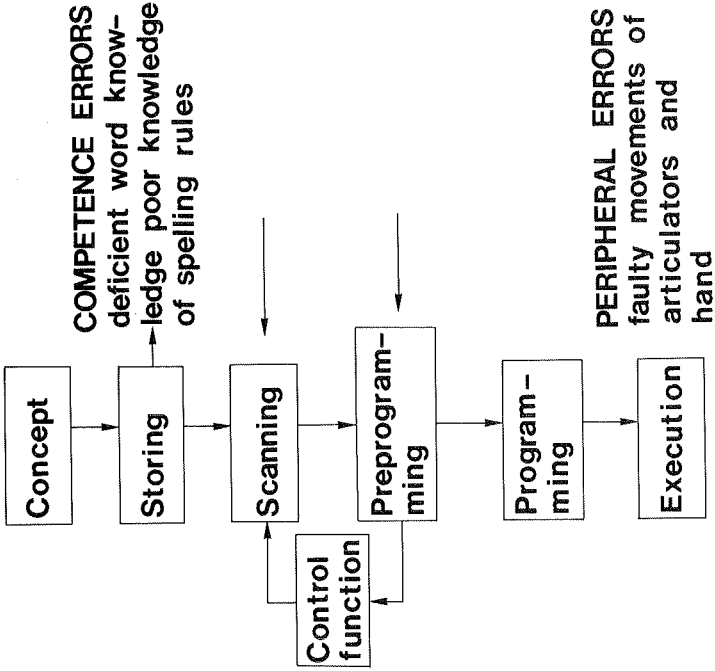 Concept
Storing
COMPETENCE ERRORS
deficient word know-
ledge poor knowledge
of spelling rules
Scanning
Control
function
Preprogram-
ming
Program-
ming
Execution
PERIPHERAL ERRORS
faulty movements of
articulators and
hand